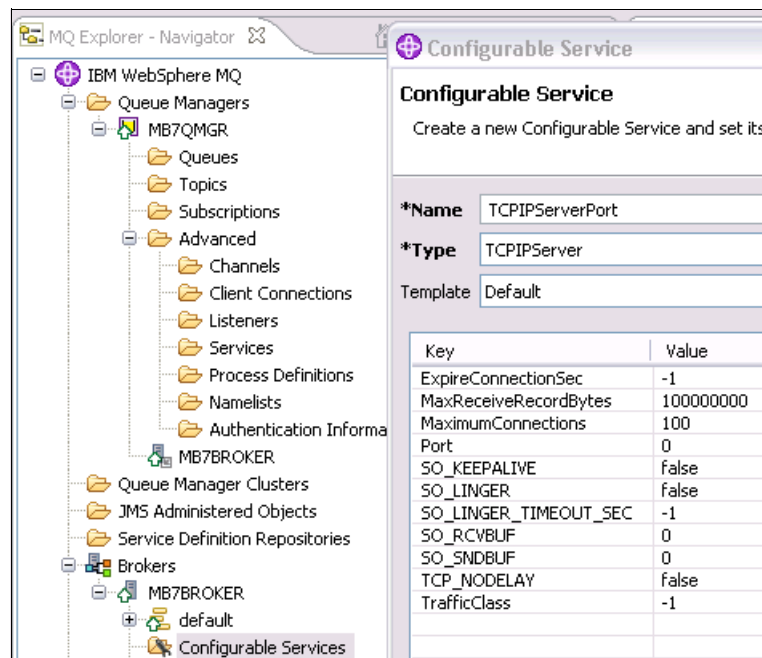 MQ Explorer - Navigator
IBM WebSphere MQ
Queue Managers
MB7QMGR
Queues
Topics
Subscriptions
Advanced
Channels
Client Connections
Listeners
Services
Process Definitions
Namelists
Authentication Informa
MB7BROKER
Queue Manager Clusters
JMS Administered Objects
Service Definition Repositories
Brokers
MB7BROKER
default
Configurable Services
Configurable Service
Configurable Service
Create a new Configurable Service and set its
*Name TCPIPServerPort
*Type TCPIPServer
Template Default
Key Value
ExpireConnectionSec -1
MaxReceiveRecordBytes 100000000
MaximumConnections 100
Port 0
SO_KEEPALIVE false
SO_LINGER false
SO_LINGER_TIMEOUT_SEC -1
SO_RCVBUF 0
SO_SNDBUF 0
TCP_NODELAY false
TrafficClass -1